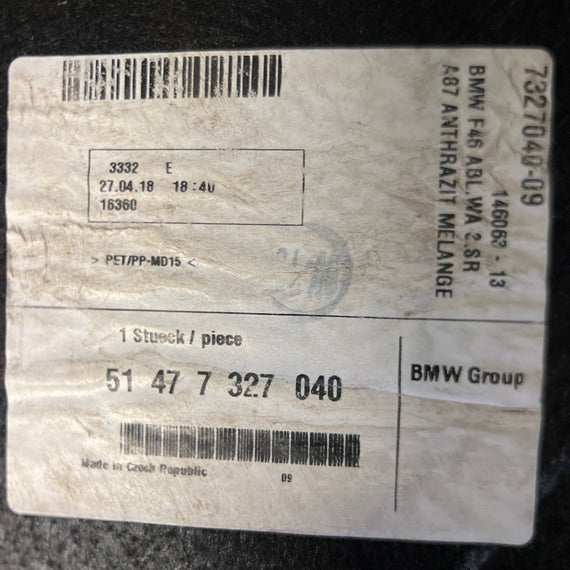 3332 E
27.04.18 18:40
16360
> PET/PP-MD15 <
7327040-09
146063 - 13
BMW F46 ABL.WA 2.SR
A87 ANTHRAZIT MELANGE
1 Stueck / piece
51 47 7 327 040
BMW Group
Made in Czech Republic
09